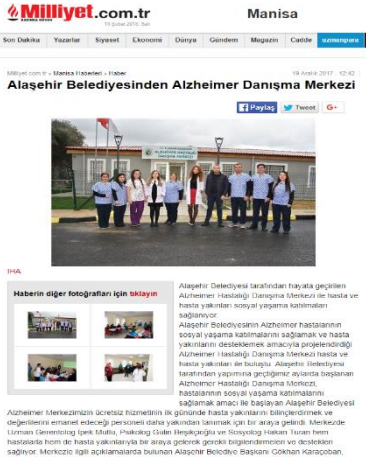 Milliyet.com.tr
Manisa
Son Dakika Yazarlar Siyaset Ekonomi Dünya Gündem Magazin Cadde uzmanpara
Milliyet.com.tr » Manisa Haberleri » Haber 19 Aralık 2017 12:42
Alaşehir Belediyesinden Alzheimer Danışma Merkezi
Paylaş Tweet G+
IHA
Haberin diğer fotoğrafları için tıklayın
Alaşehir Belediyesi tarafından hayata geçirilen
Alzheimer Hastalığı Danışma Merkezi ile hasta ve
hasta yakınları sosyal yaşama katılmaları
sağlanıyor.
Alaşehir Belediyesinin Alzheimer hastalarının
sosyal yaşama katılmalarını sağlamak ve hasta
yakınlarını desteklemek amacıyla projelendirdiği
Alzheimer Hastalığı Danışma Merkezi hasta ve
hasta yakınları ile buluştu. Alaşehir Belediyesi
tarafından yapımına geçtiğimiz aylarda başlanan
Alzheimer Hastalığı Danışma Merkezi,
hastalarının sosyal yaşama katılmalarını
sağlamak amacı ile başlayan Alaşehir Belediyesi
Alzheimer Merkezimizin ücretsiz hizmetinin ilk gününde hasta yakınlarını bilinçlendirmek ve
değerlerini emanet edeceği personeli daha yakından tanımak için bir araya gelindi. Merkezde
Uzman Gerontolog İpek Mutlu, Psikolog Gülin Beşikçioğlu ve Sosyolog Hakan Turan hem
hastalarla hem de hasta yakınlarıyla bir araya gelerek gerekli bilgilendirmeleri ve destekleri
sağlıyor. Merkezle ilgili açıklamalarda bulunan Alaşehir Belediye Başkanı Gökhan Karaçoban,